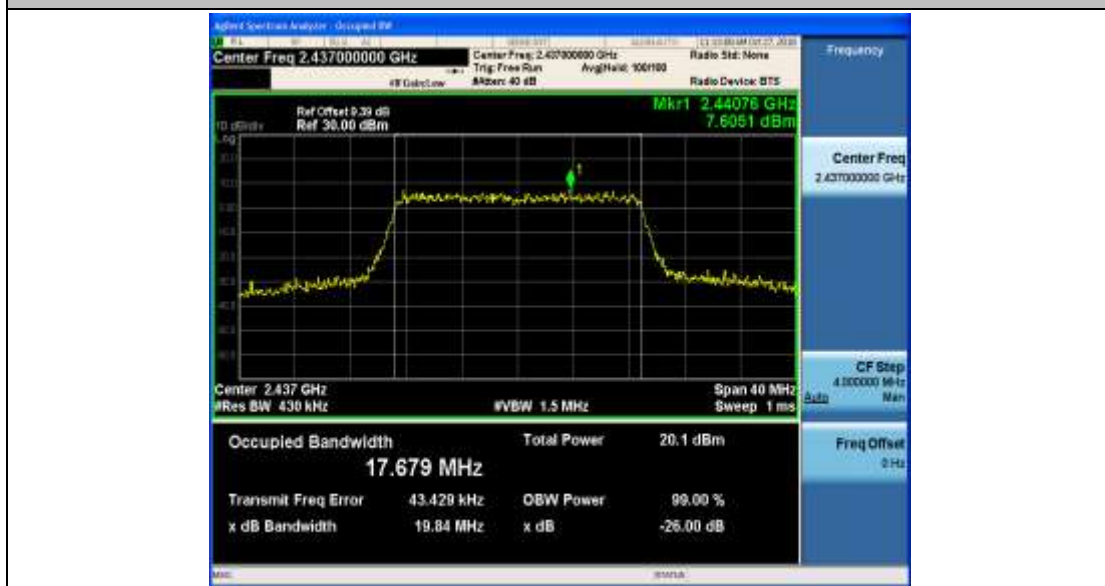 Agilent Spectrum Analyzer - Occupied BW
Center Freq 2.437000000 GHz
Center Freq: 2.437000000 GHz
Radio Std: None
Trig: Free Run
Avg|Hold: 100/100
#IFGain:Low
#Atten: 40 dB
Radio Device: BTS
Frequency
Ref Offset 9.39 dB
Mkr1 2.44076 GHz
10 dB/div
Ref 30.00 dBm
7.6051 dBm
Log
1
Center Freq
2.437000000 GHz
Center 2.437 GHz
Span 40 MHz
#Res BW 430 kHz
#VBW 1.5 MHz
Sweep 1 ms
CF Step
4.000000 MHz
Auto
Man
Occupied Bandwidth
Total Power
20.1 dBm
17.679 MHz
Freq Offset
0 Hz
Transmit Freq Error
43.429 kHz
OBW Power
99.00 %
x dB Bandwidth
19.84 MHz
x dB
-26.00 dB
MSG
STATUS